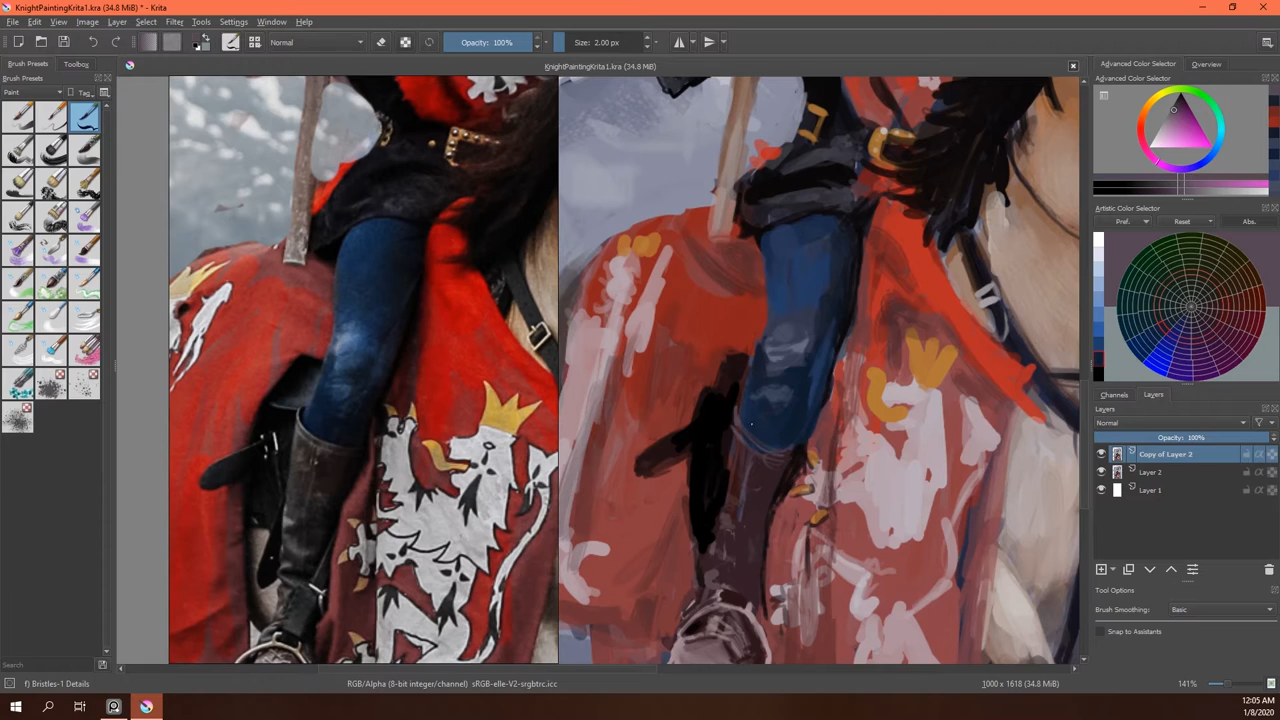 KnightPaintingKrita1.kra (34.8 MiB) * - Krita
File Edit View Image Layer Select Filter Tools Settings Window Help
Normal Opacity: 100% Size: 2.00 px
Brush Presets Toolbox
KnightPaintingKrita1.kra (34.8 MiB)
Advanced Color Selector Overview
Brush Presets
Advanced Color Selector
Paint Tag
Artistic Color Selector
Pref. Reset Abs.
Channels Layers
Layers
Normal
Opacity: 100%
Copy of Layer 2
Layer 2
Layer 1
Tool Options
Brush Smoothing: Basic
Snap to Assistants
Search
f) Bristles-1 Details
RGB/Alpha (8-bit integer/channel) sRGB-elle-V2-srgbtrc.icc
1000 x 1618 (34.8 MiB)
141%
12:05 AM
1/8/2020